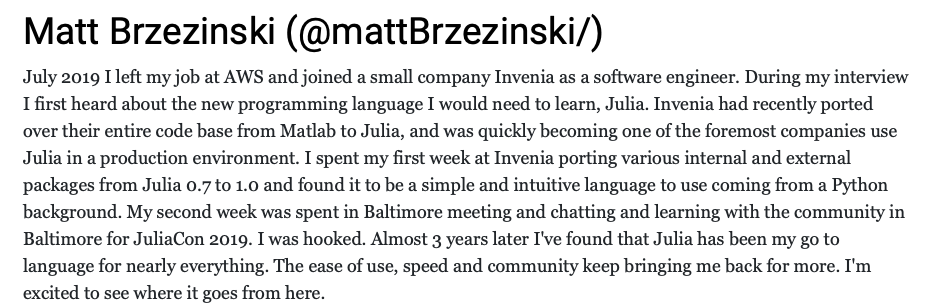 Matt Brzezinski (@mattBrzezinski/)
July 2019 I left my job at AWS and joined a small company Invenia as a software engineer. During my interview
I first heard about the new programming language I would need to learn, Julia. Invenia had recently ported
over their entire code base from Matlab to Julia, and was quickly becoming one of the foremost companies use
Julia in a production environment. I spent my first week at Invenia porting various internal and external
packages from Julia 0.7 to 1.0 and found it to be a simple and intuitive language to use coming from a Python
background. My second week was spent in Baltimore meeting and chatting and learning with the community in
Baltimore for JuliaCon 2019. I was hooked. Almost 3 years later I've found that Julia has been my go to
language for nearly everything. The ease of use, speed and community keep bringing me back for more. I'm
excited to see where it goes from here.